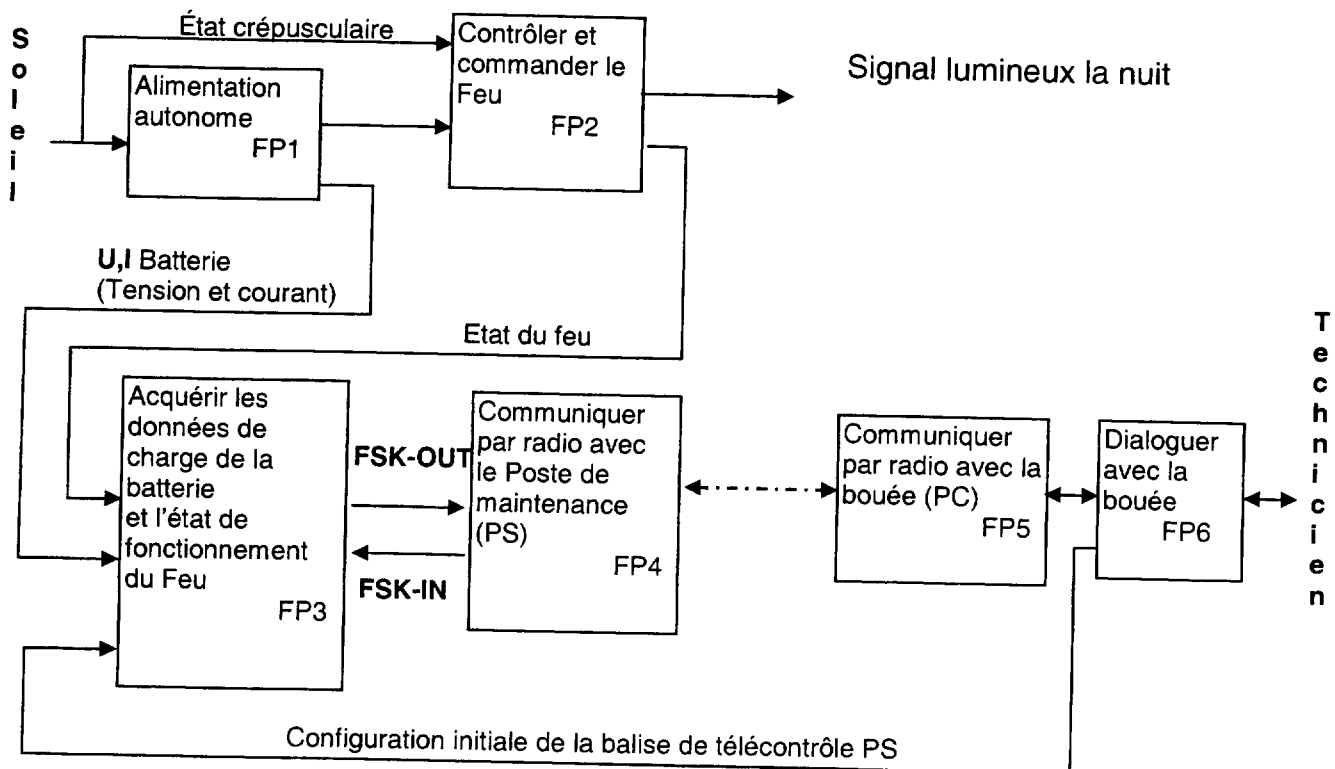 Soleil
État crépusculaire
Contrôler et
commander le
Feu
FP2
Signal lumineux la nuit
Alimentation
autonome
FP1
U,I Batterie
(Tension et courant)
Etat du feu
Acquérir les
données de
charge de la
batterie
et l'état de
fonctionnement
du Feu
FP3
FSK-OUT
FSK-IN
Communiquer
par radio avec
le Poste de
maintenance
(PS)
FP4
Communiquer
par radio avec la
bouée (PC)
FP5
Dialoguer
avec la
bouée
FP6
Technicien
Configuration initiale de la balise de télécontrôle PS